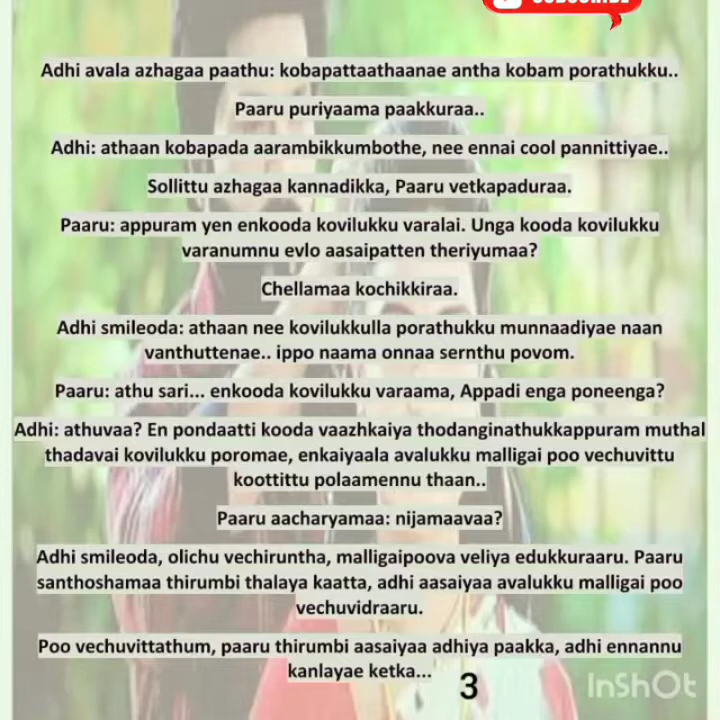 Adhi avala azhagaa paathu: kobapattaathaanae antha kobam porathukku..
Paaru puriyaama paakkuraa..
Adhi: athaan kobapada aarambikkumbothe, nee ennai cool pannittiyae..
Sollittu azhagaa kannadikka, Paaru vetkapaduraa.
Paaru: appuram yen enkooda kovilukku varalai. Unga kooda kovilukku
varanumnu evlo aasaipatten theriyumaa?
Chellamaa kochikkiraa.
Adhi smileoda: athaan nee kovilukkulla porathukku munnaadiyae naan
vanthuttenae.. ippo naama onnaa sernthu povom.
Paaru: athu sari... enkooda kovilukku varaama, Appadi enga poneenga?
Adhi: athuvaa? En pondaatti kooda vaazhkaiya thodanginathukkappuram muthal
thadavai kovilukku poromae, enkaiyaala avalukku malligai poo vechuvittu
koottittu polaamennu thaan..
Paaru aacharyamaa: nijamaavaa?
Adhi smileoda, olichu vechiruntha, malligaipoova veliya edukkuraaru. Paaru
santhoshamaa thirumbi thalaya kaatta, adhi aasaiyaa avalukku malligai poo
vechuvidraaru.
Poo vechuvittathum, paaru thirumbi aasaiyaa adhiya paakka, adhi ennannu
kanlayae ketka...
3
InShOt